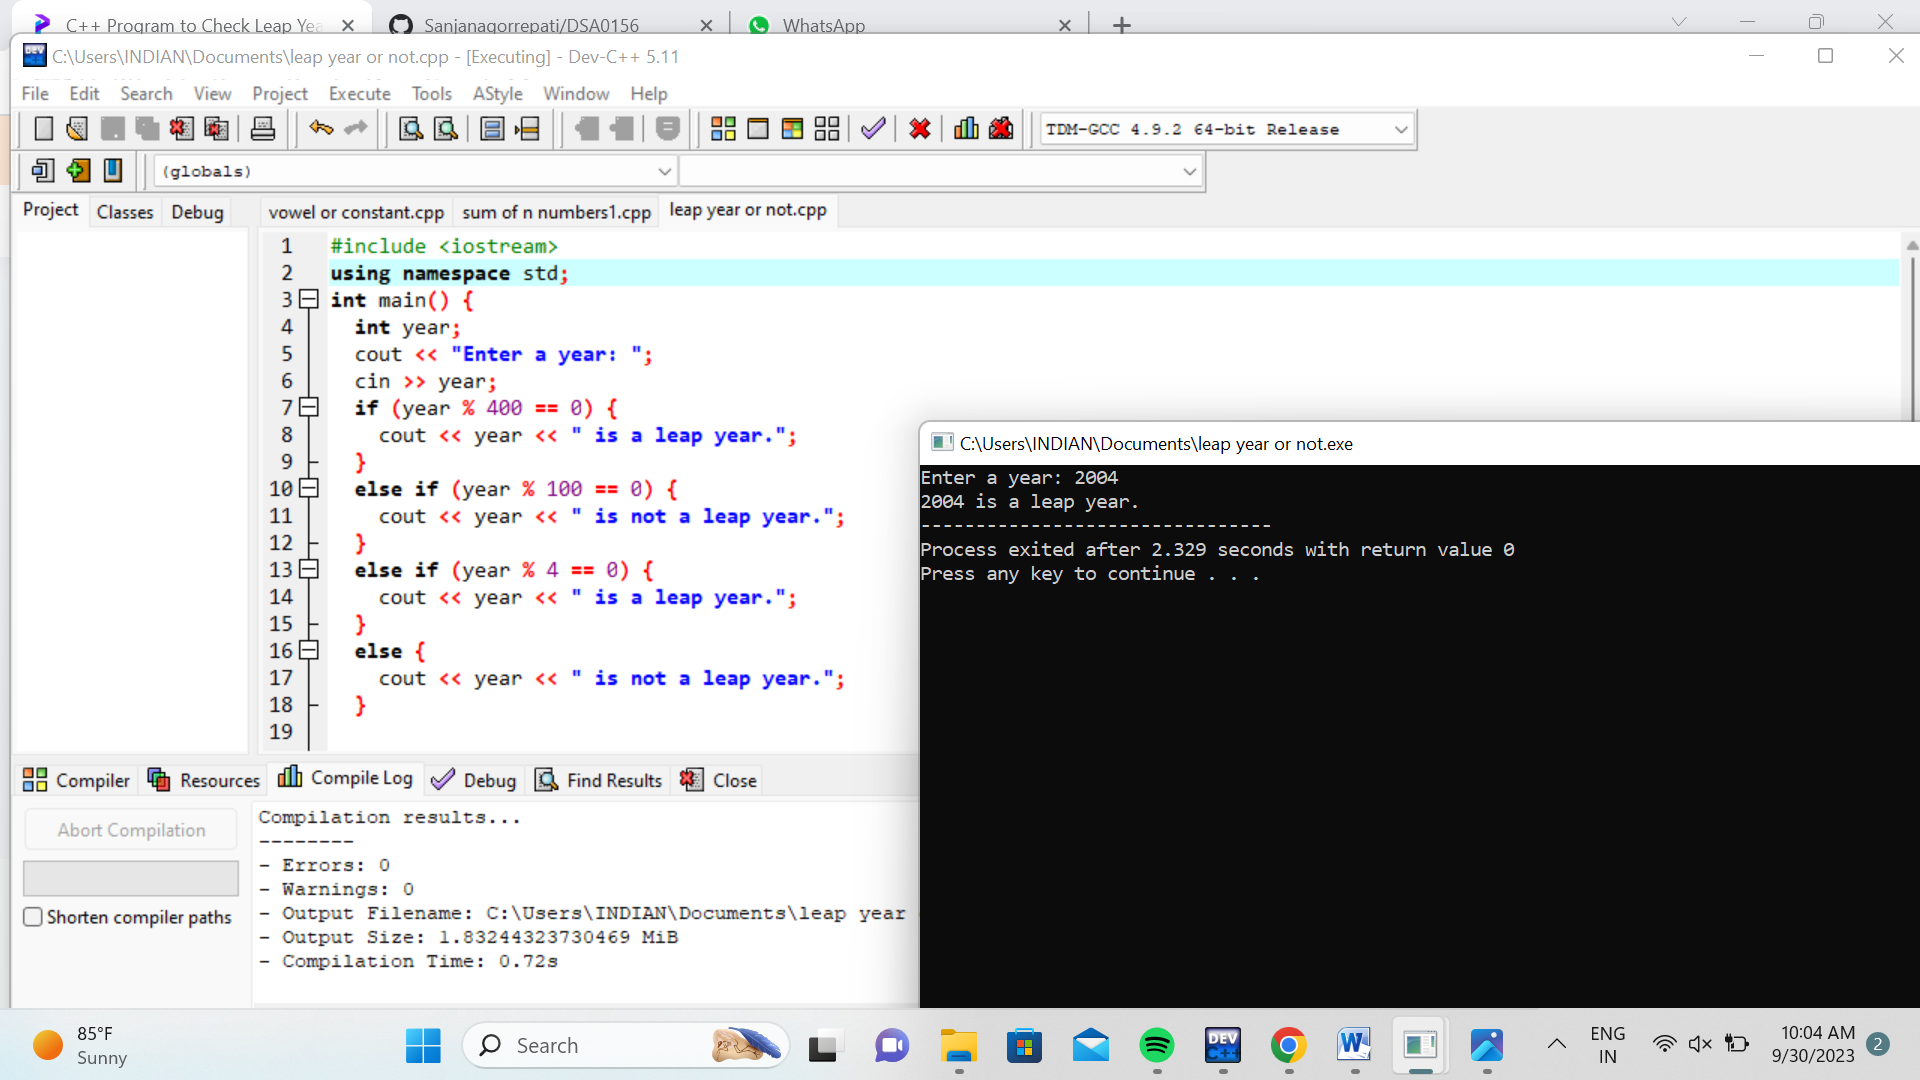 C++ Program to Check Leap Yea
Sanjanagorrepati/DSA0156
WhatsApp
C:\Users\INDIAN\Documents\leap year or not.cpp - [Executing] - Dev-C++ 5.11
File Edit Search View Project Execute Tools AStyle Window Help
TDM-GCC 4.9.2 64-bit Release
(globals)
Project Classes Debug
vowel or constant.cpp sum of n numbers1.cpp leap year or not.cpp
1 #include <iostream>
2 using namespace std;
3 int main() {
4 int year;
5 cout << "Enter a year: ";
6 cin >> year;
7 if (year % 400 == 0) {
8 cout << year << " is a leap year.";
9 }
10 else if (year % 100 == 0) {
11 cout << year << " is not a leap year.";
12 }
13 else if (year % 4 == 0) {
14 cout << year << " is a leap year.";
15 }
16 else {
17 cout << year << " is not a leap year.";
18 }
19
C:\Users\INDIAN\Documents\leap year or not.exe
Enter a year: 2004
2004 is a leap year.
--------------------------------
Process exited after 2.329 seconds with return value 0
Press any key to continue . . .
Compiler Resources Compile Log Debug Find Results Close
Abort Compilation
Shorten compiler paths
Compilation results...
--------
- Errors: 0
- Warnings: 0
- Output Filename: C:\Users\INDIAN\Documents\leap year
- Output Size: 1.83244323730469 MiB
- Compilation Time: 0.72s
85°F
Sunny
Search
DEV
C++
W
ENG
IN
10:04 AM
9/30/2023
2